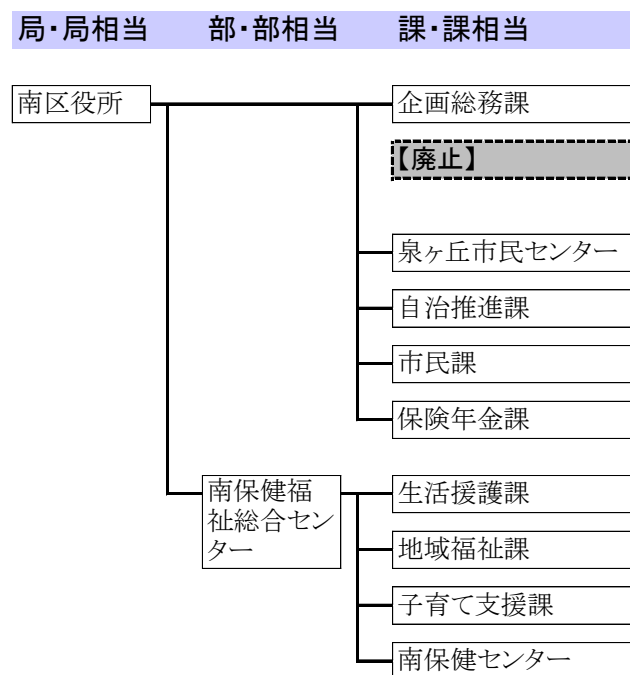 局・局相当 部・部相当 課・課相当
南区役所
企画総務課
【廃止】
泉ヶ丘市民センター
自治推進課
市民課
保険年金課
南保健福
祉総合セン
ター
生活援護課
地域福祉課
子育て支援課
南保健センター